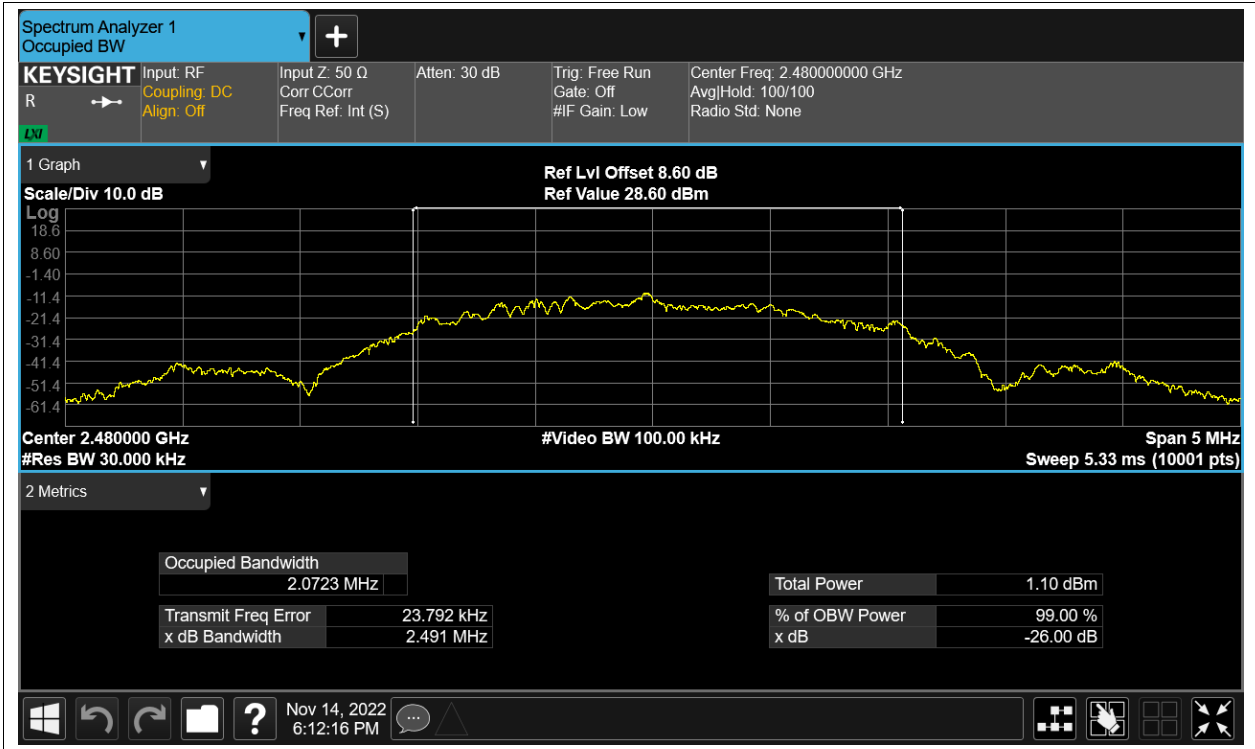 Spectrum Analyzer 1
Occupied BW
KEYSIGHT
R
LXI
Input: RF
Coupling: DC
Align: Off
Input Z: 50 Ω
Corr CCorr
Freq Ref: Int (S)
Atten: 30 dB
Trig: Free Run
Gate: Off
#IF Gain: Low
Center Freq: 2.480000000 GHz
Avg|Hold: 100/100
Radio Std: None
1 Graph
Scale/Div 10.0 dB
Ref Lvl Offset 8.60 dB
Ref Value 28.60 dBm
Log
18.6
8.60
-1.40
-11.4
-21.4
-31.4
-41.4
-51.4
-61.4
Center 2.480000 GHz
#Res BW 30.000 kHz
#Video BW 100.00 kHz
Span 5 MHz
Sweep 5.33 ms (10001 pts)
2 Metrics
Occupied Bandwidth
2.0723 MHz
Transmit Freq Error 23.792 kHz
x dB Bandwidth 2.491 MHz
Total Power 1.10 dBm
% of OBW Power 99.00 %
x dB -26.00 dB
?
Nov 14, 2022
6:12:16 PM